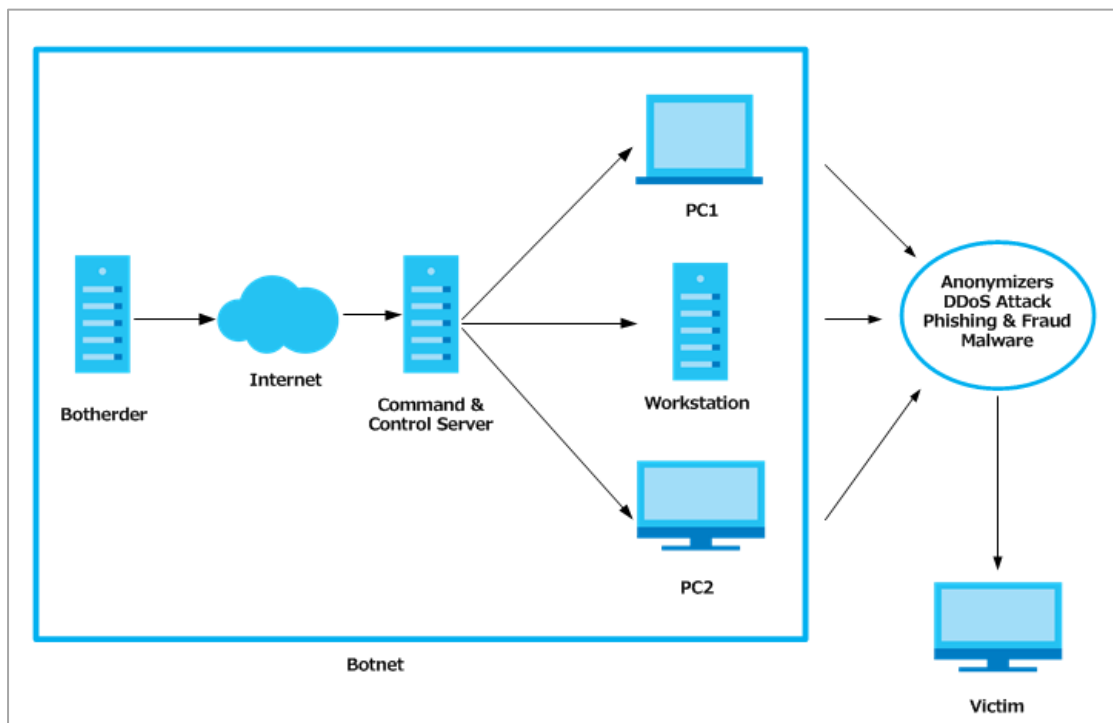 PC1
Anonymizers
DDoS Attack
Phishing & Fraud
Malware
Internet
Botherder
Command &
Control Server
Workstation
PC2
Botnet
Victim